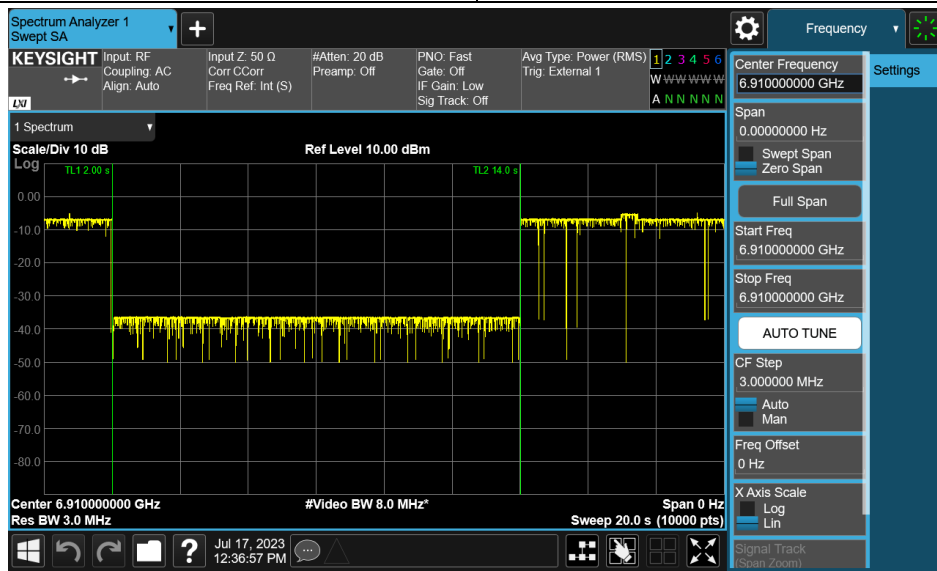 Spectrum Analyzer 1
Swept SA
+
Frequency
KEYSIGHT
LXI
Input: RF
Coupling: AC
Align: Auto
Input Z: 50 Ω
Corr CCorr
Freq Ref: Int (S)
#Atten: 20 dB
Preamp: Off
PNO: Fast
Gate: Off
IF Gain: Low
Sig Track: Off
Avg Type: Power (RMS)
Trig: External 1
1 2 3 4 5 6
W W W W W W
A N N N N N
1 Spectrum
Scale/Div 10 dB
Ref Level 10.00 dBm
Log
TL1 2.00 s
TL2 14.0 s
0.00
-10.0
-20.0
-30.0
-40.0
-50.0
-60.0
-70.0
-80.0
Center 6.910000000 GHz
#Video BW 8.0 MHz*
Span 0 Hz
Res BW 3.0 MHz
Sweep 20.0 s (10000 pts)
?
Jul 17, 2023
12:36:57 PM
Center Frequency
6.910000000 GHz
Settings
Span
0.00000000 Hz
Swept Span
Zero Span
Full Span
Start Freq
6.910000000 GHz
Stop Freq
6.910000000 GHz
AUTO TUNE
CF Step
3.000000 MHz
Auto
Man
Freq Offset
0 Hz
X Axis Scale
Log
Lin
Signal Track
(Span Zoom)